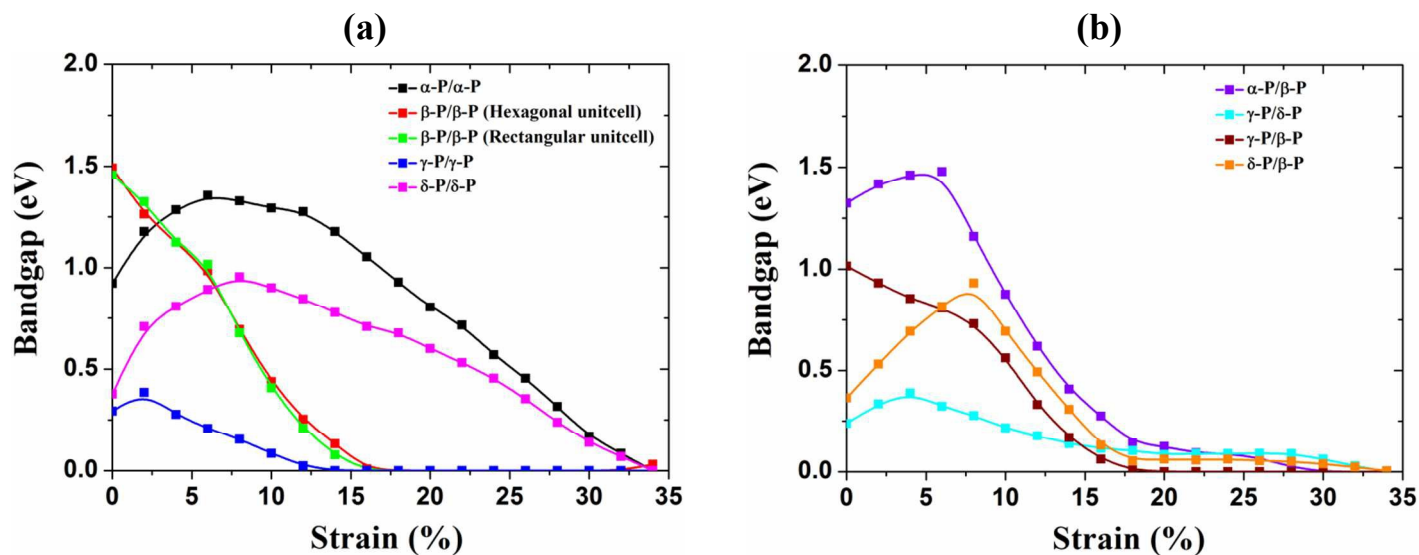 (a)
2.0
1.5
1.0
0.5
0.0
Bandgap (eV)
α-P/α-P
β-P/β-P (Hexagonal unitcell)
β-P/β-P (Rectangular unitcell)
γ-P/γ-P
δ-P/δ-P
0 5 10 15 20 25 30 35
Strain (%)
(b)
2.0
1.5
1.0
0.5
0.0
Bandgap (eV)
α-P/β-P
γ-P/δ-P
γ-P/β-P
δ-P/β-P
0 5 10 15 20 25 30 35
Strain (%)